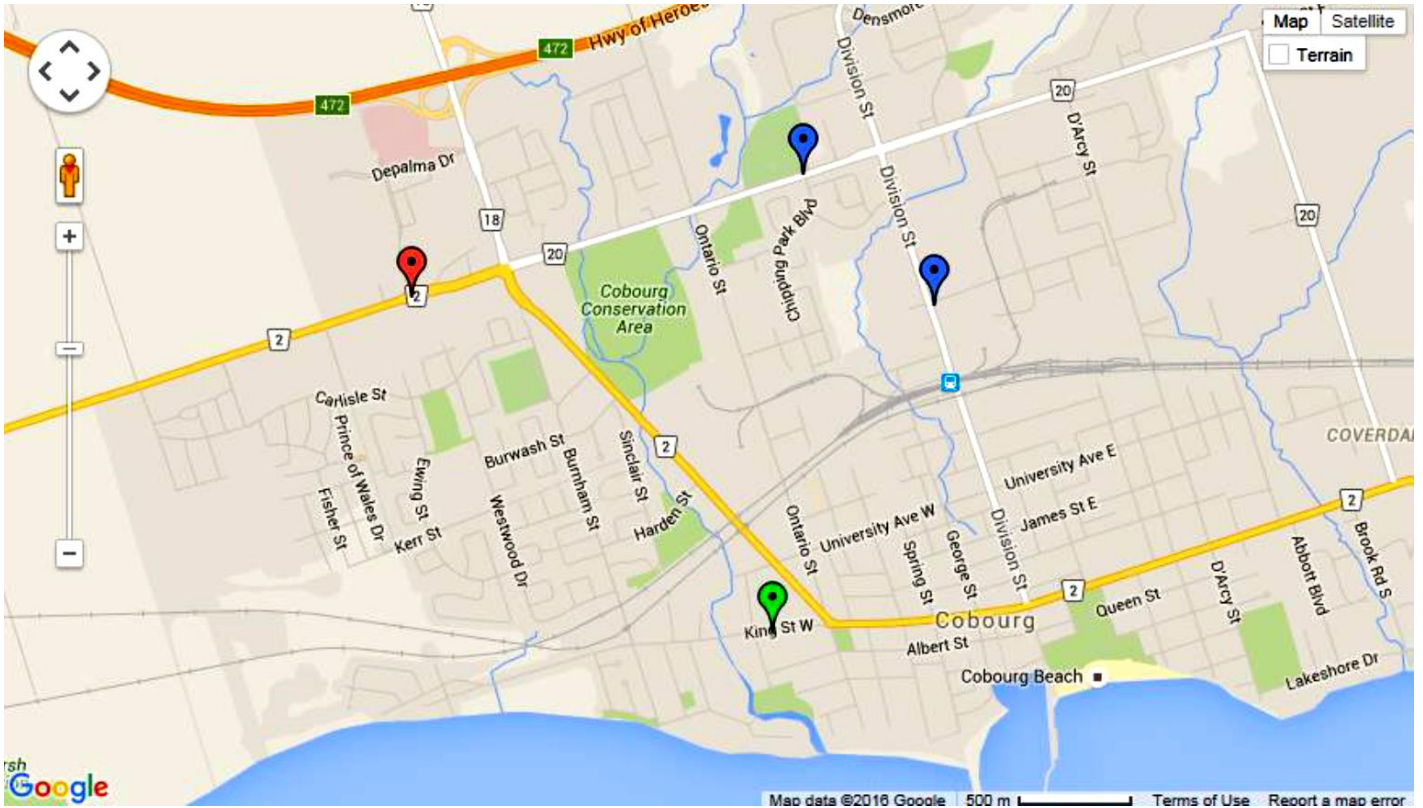 Densmore
Map Satellite
Terrain
Hwy of Heroes
472
472
Division St
20
D'Arcy St
Depalma Dr
Division St
18
20
Ontario St
Chipping Park Blvd
20
2
2
Cobourg
Conservation
Area
Carlisle St
Prince of Wales Dr
Fisher St
Ewing St
Kerr St
Burwash St
Westwood Dr
Burnham St
Sinclair St
Harden St
2
COVERDA
University Ave E
2
Ontario St
University Ave W
James St E
Division St
Spring St
George St
Brook Rd S
Abbott Blvd
D'Arcy St
2
Queen St
King St W
Cobourg
Albert St
Cobourg Beach
Lakeshore Dr
rsh
Google
Map data ©2016 Google 500 m Terms of Use Report a map error